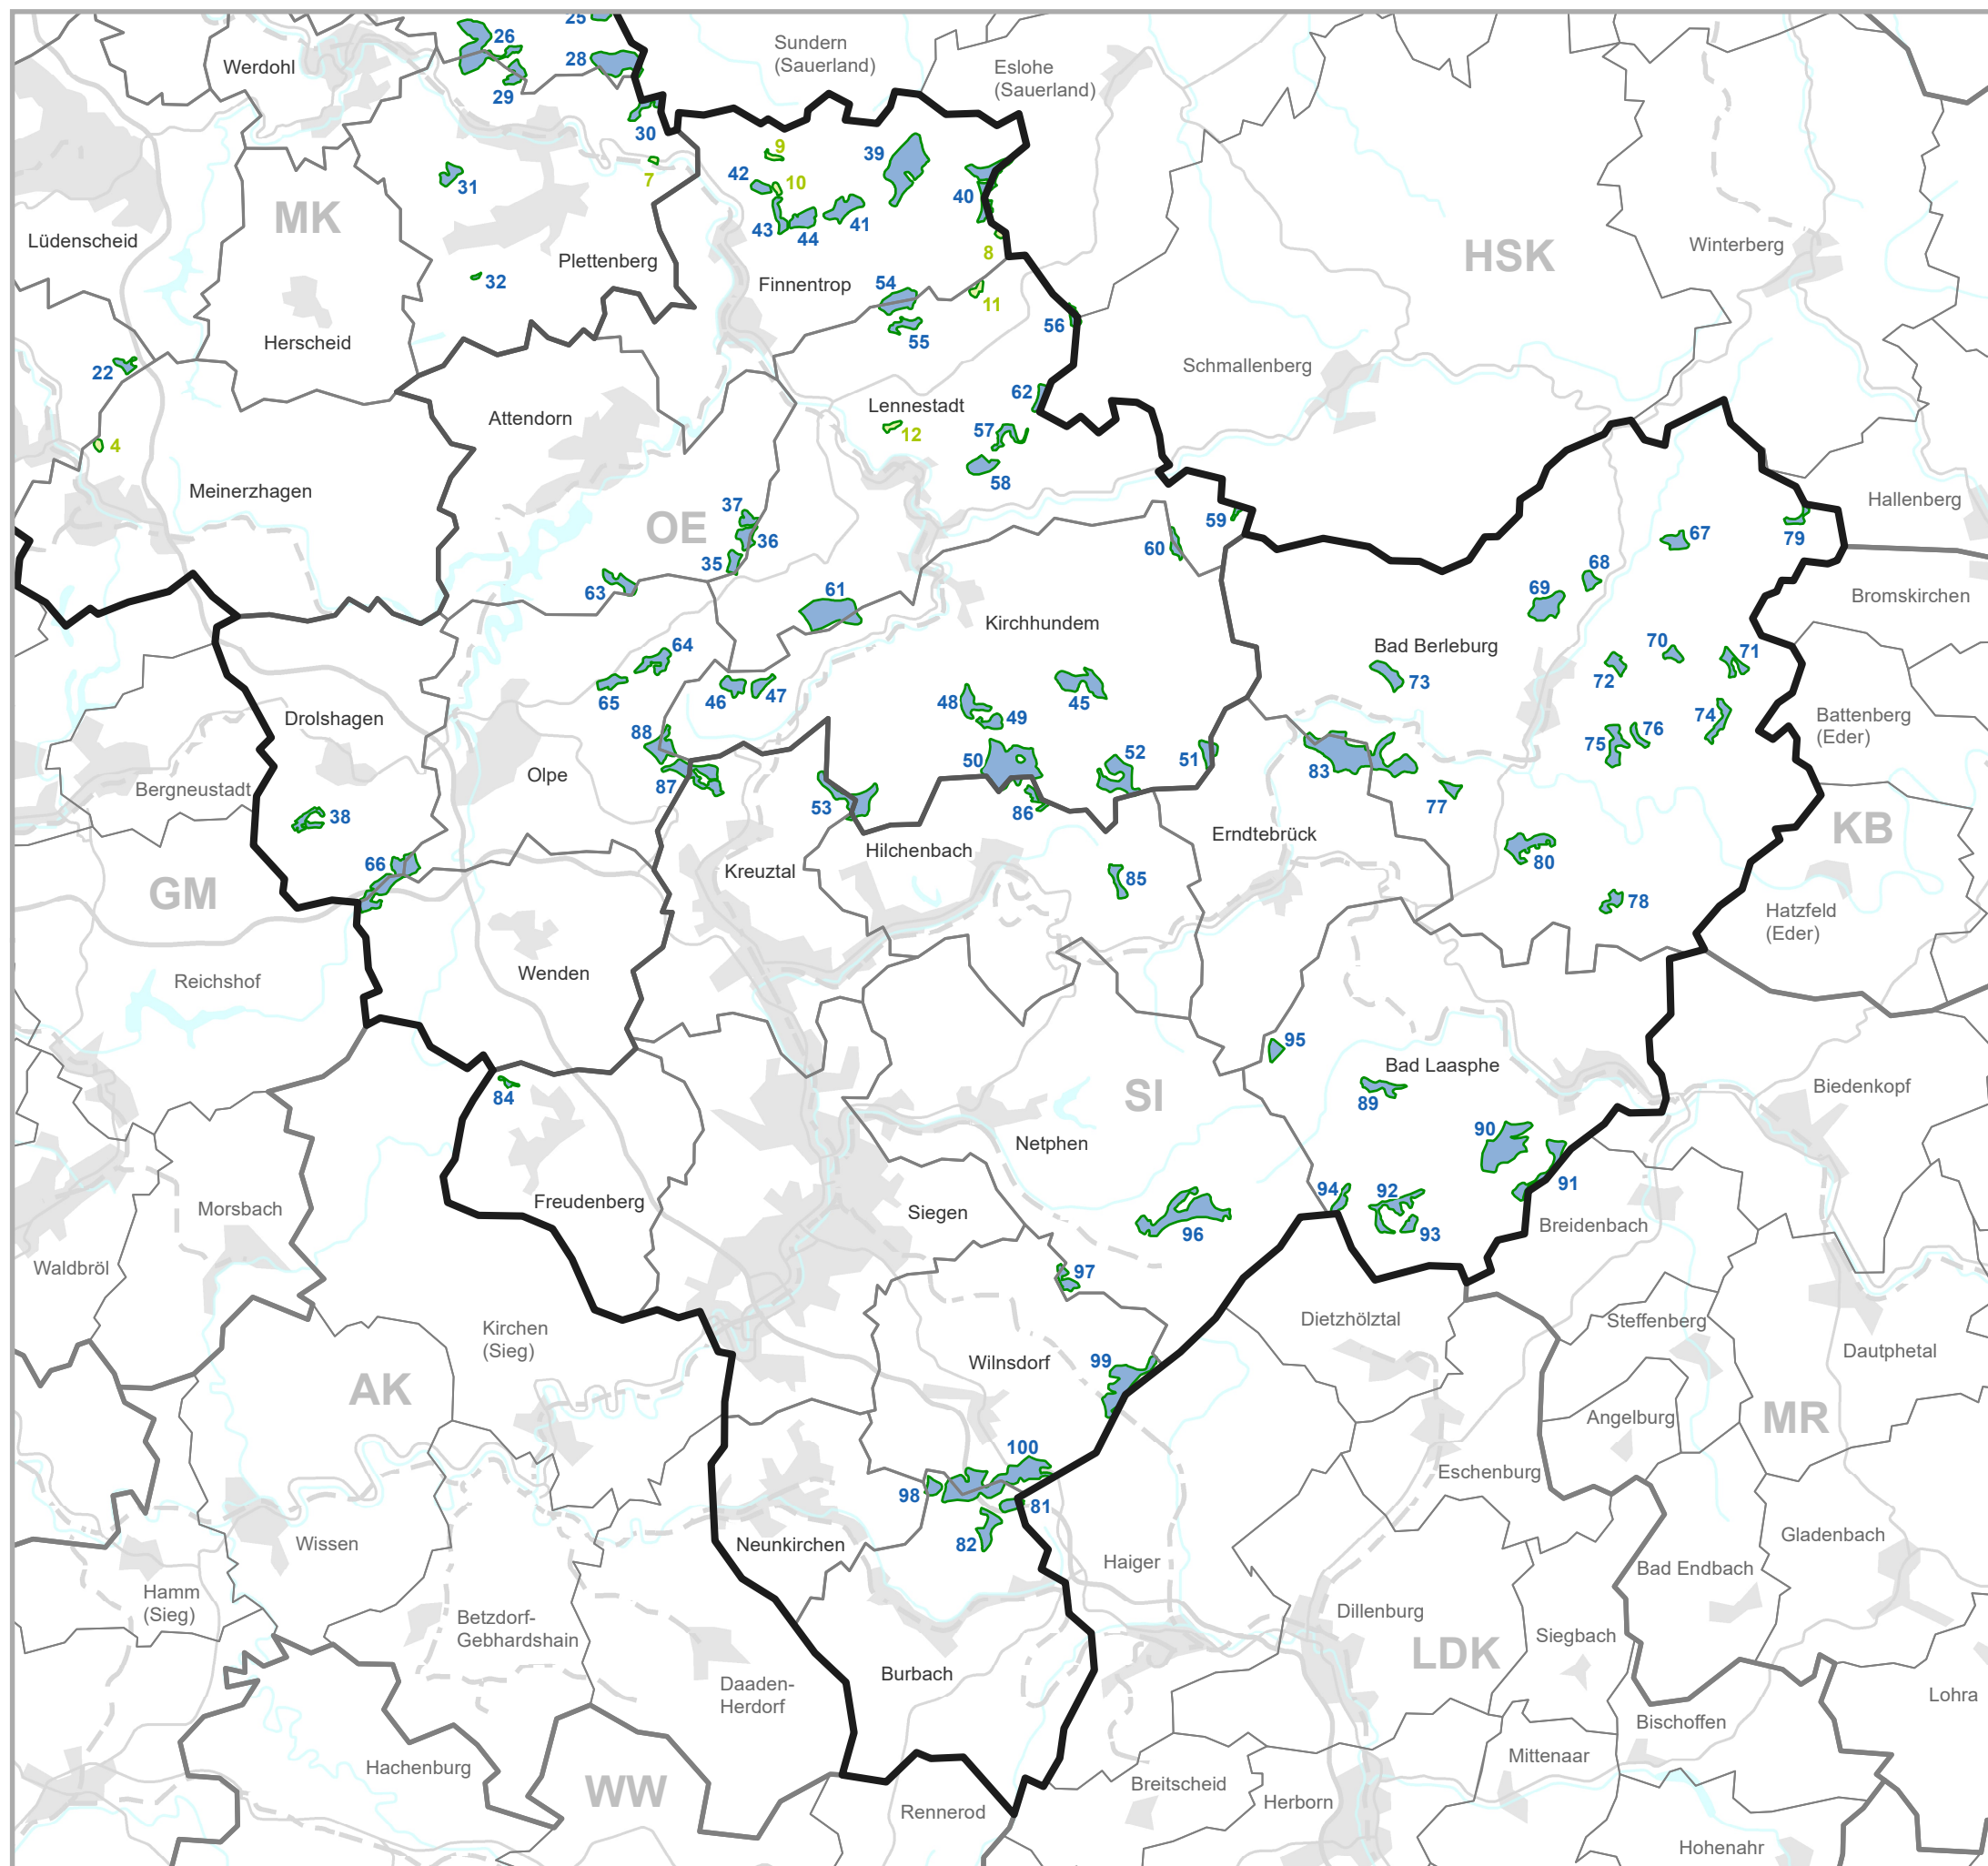 25
26
28
29
Werdohl
Sundern
(Sauerland)
Eslohe
(Sauerland)
30
7
9
10
42
39
40
31
MK
43
44
41
8
Lüdenscheid
Plettenberg
HSK
Winterberg
32
Finnentrop
54
11
55
56
Herscheid
22
Schmallenberg
62
Attendorn
Lennestadt
12
57
4
58
Meinerzhagen
Hallenberg
37
OE
36
35
59
60
67
79
68
63
61
69
Bromskirchen
Kirchhundem
Bad Berleburg
64
65
46
47
70
71
72
73
45
48
49
Drolshagen
74
Battenberg
(Eder)
88
76
75
50
52
51
83
Olpe
87
Bergneustadt
53
86
77
38
Erndtebrück
KB
Hilchenbach
66
Kreuztal
80
85
GM
78
Hatzfeld
(Eder)
Reichshof
Wenden
95
Bad Laasphe
84
SI
89
Biedenkopf
Netphen
90
Morsbach
Freudenberg
Siegen
94
92
91
96
93
Breidenbach
Waldbröl
97
Kirchen
(Sieg)
Dietzhölztal
Steffenberg
Wilnsdorf
99
Dautphetal
AK
Angelburg
MR
100
Eschenburg
98
81
82
Wissen
Neunkirchen
Haiger
Gladenbach
Bad Endbach
Hamm
(Sieg)
Betzdorf-
Gebhardshain
Dillenburg
Siegbach
LDK
Burbach
Daaden-
Herdorf
Lohra
Bischoffen
Hachenburg
Mittenaar
WW
Breitscheid
Herborn
Rennerod
Hohenahr